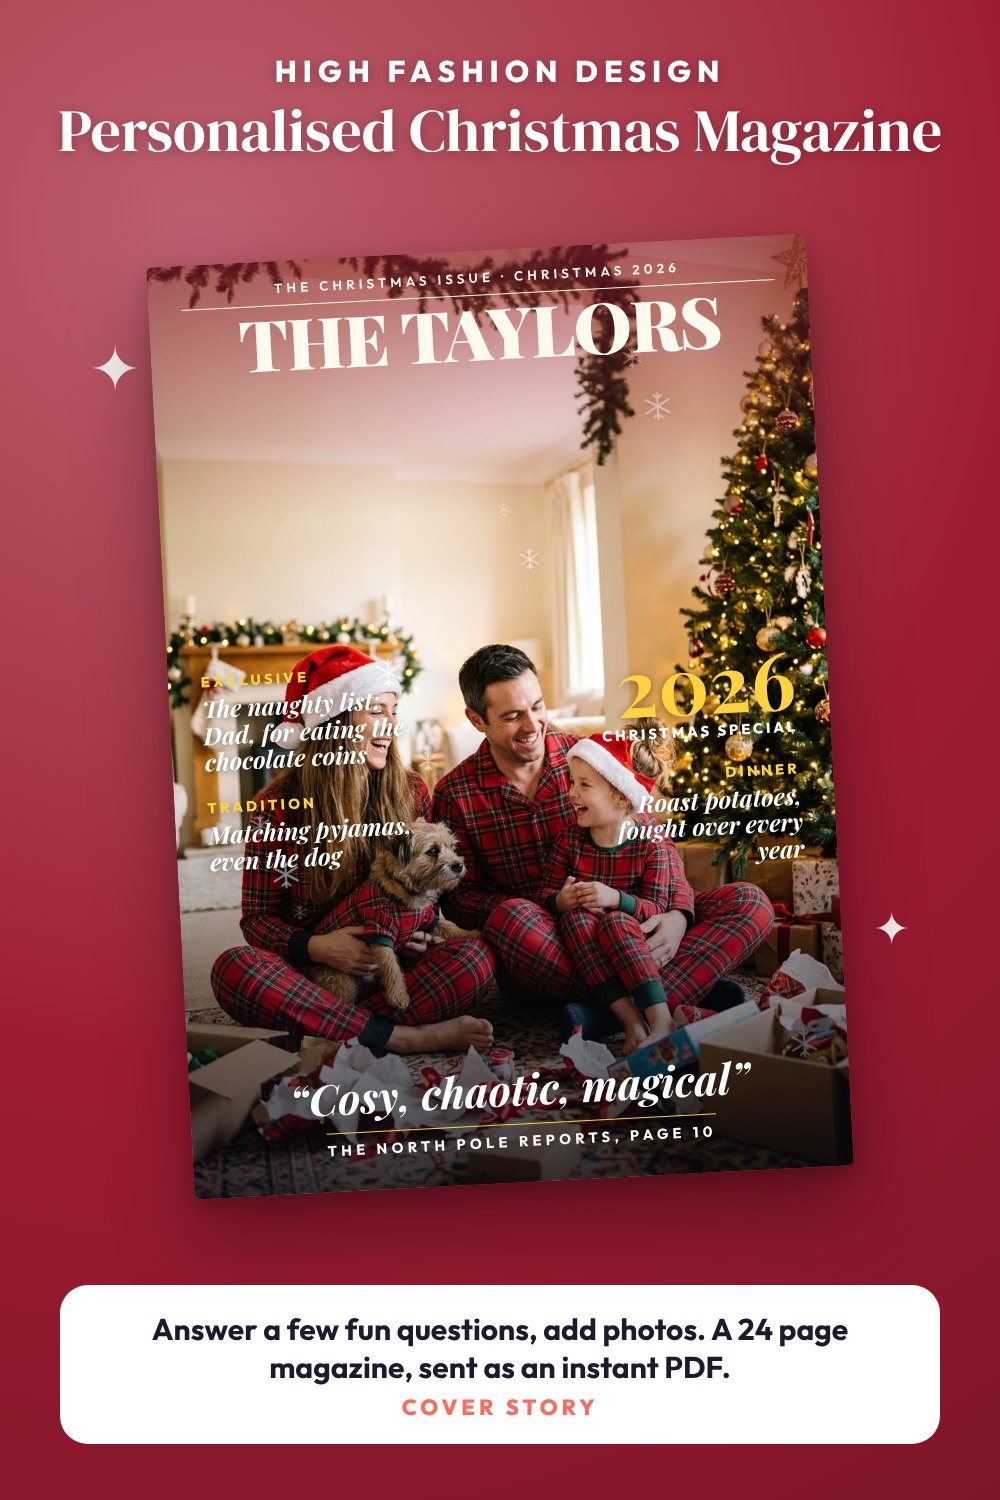 HIGH FASHION DESIGN
Personalised Christmas Magazine
THE CHRISTMAS ISSUE · CHRISTMAS 2026
THE TAYLORS
EXCLUSIVE
The naughty list:
Dad, for eating the
chocolate coins
TRADITION
Matching pyjamas,
even the dog
2026
CHRISTMAS SPECIAL
DINNER
Roast potatoes,
fought over every
year
“Cosy, chaotic, magical”
THE NORTH POLE REPORTS, PAGE 10
Answer a few fun questions, add photos. A 24 page
magazine, sent as an instant PDF.
COVER STORY